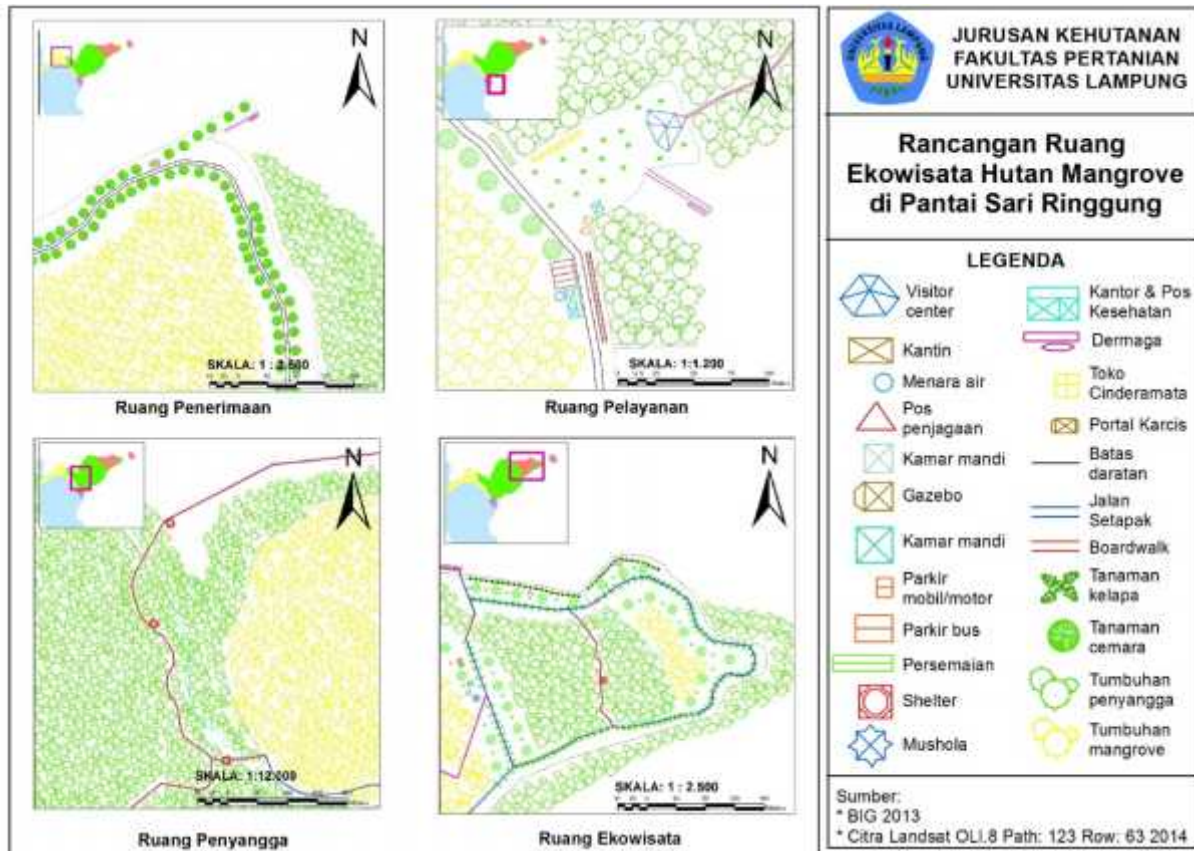 N
SKALA: 1 : 2.500
Ruang Penerimaan
N
SKALA: 1:1.200
Ruang Pelayanan
N
SKALA: 1:12.000
Ruang Penyangga
N
SKALA: 1 : 2.500
Ruang Ekowisata
UNIVERSITAS LAMPUNG
JURUSAN KEHUTANAN
FAKULTAS PERTANIAN
UNIVERSITAS LAMPUNG
Rancangan Ruang
Ekowisata Hutan Mangrove
di Pantai Sari Ringgung
LEGENDA
Visitor
center
Kantin
Menara air
Pos
penjagaan
Kamar mandi
Gazebo
Kamar mandi
Parkir
mobil/motor
Parkir bus
Persemaian
Shelter
Mushola
Kantor & Pos
Kesehatan
Dermaga
Toko
Cinderamata
Portal Karcis
Batas
daratan
Jalan
Setapak
Boardwalk
Tanaman
kelapa
Tanaman
cemara
Tumbuhan
penyangga
Tumbuhan
mangrove
Sumber:
* BIG 2013
* Citra Landsat OLI.8 Path: 123 Row: 63 2014